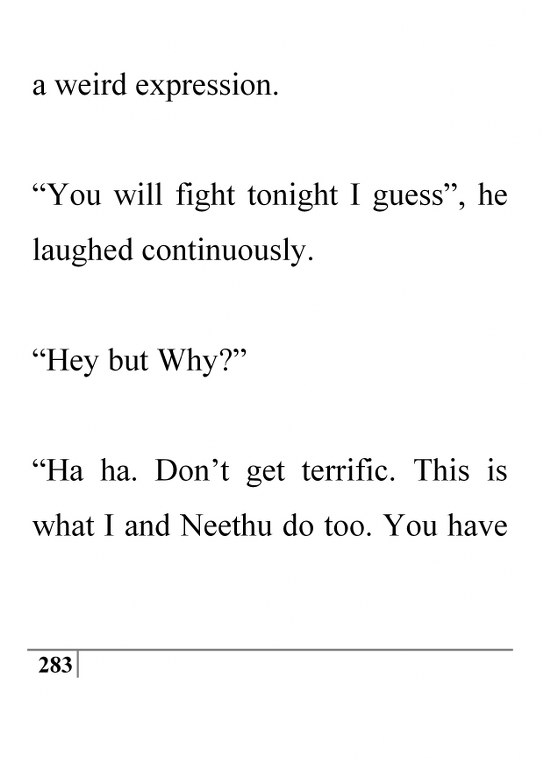 a weird expression.
“You will fight tonight I guess”, he
laughed continuously.
“Hey but Why?”
“Ha ha. Don’t get terrific. This is
what I and Neethu do too. You have
283